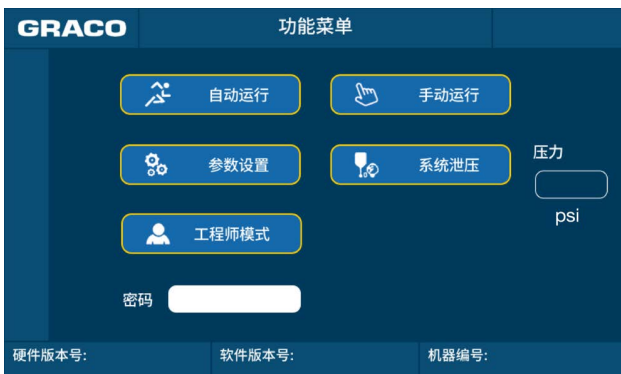 GRACO
功能菜单
自动运行
手动运行
参数设置
系统泄压
压力
psi
工程师模式
密码
硬件版本号:
软件版本号:
机器编号: